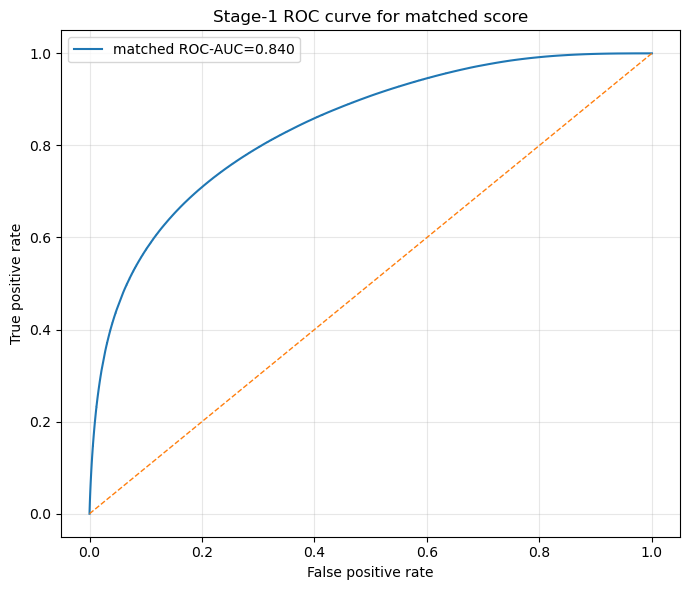 Stage-1 ROC curve for matched score
matched ROC-AUC=0.840
True positive rate
1.0
0.8
0.6
0.4
0.2
0.0
0.0 0.2 0.4 0.6 0.8 1.0
False positive rate